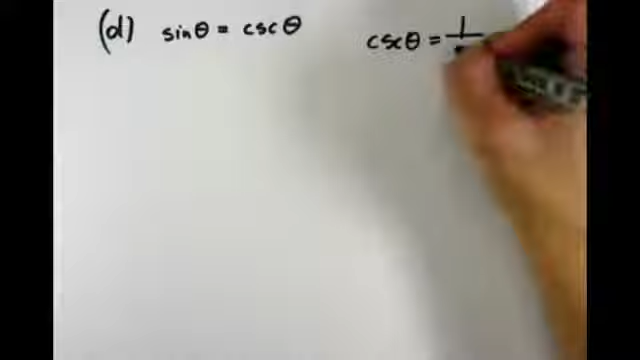 (d) sinθ = cscθ
cscθ = 1